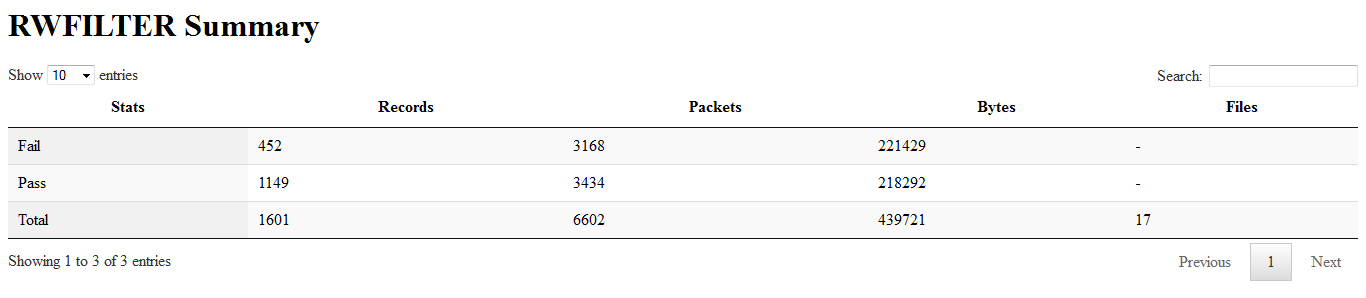 RWFILTER Summary
Show 10 entries Search:
Stats Records Packets Bytes Files
Fail 452 3168 221429 -
Pass 1149 3434 218292 -
Total 1601 6602 439721 17
Showing 1 to 3 of 3 entries Previous 1 Next